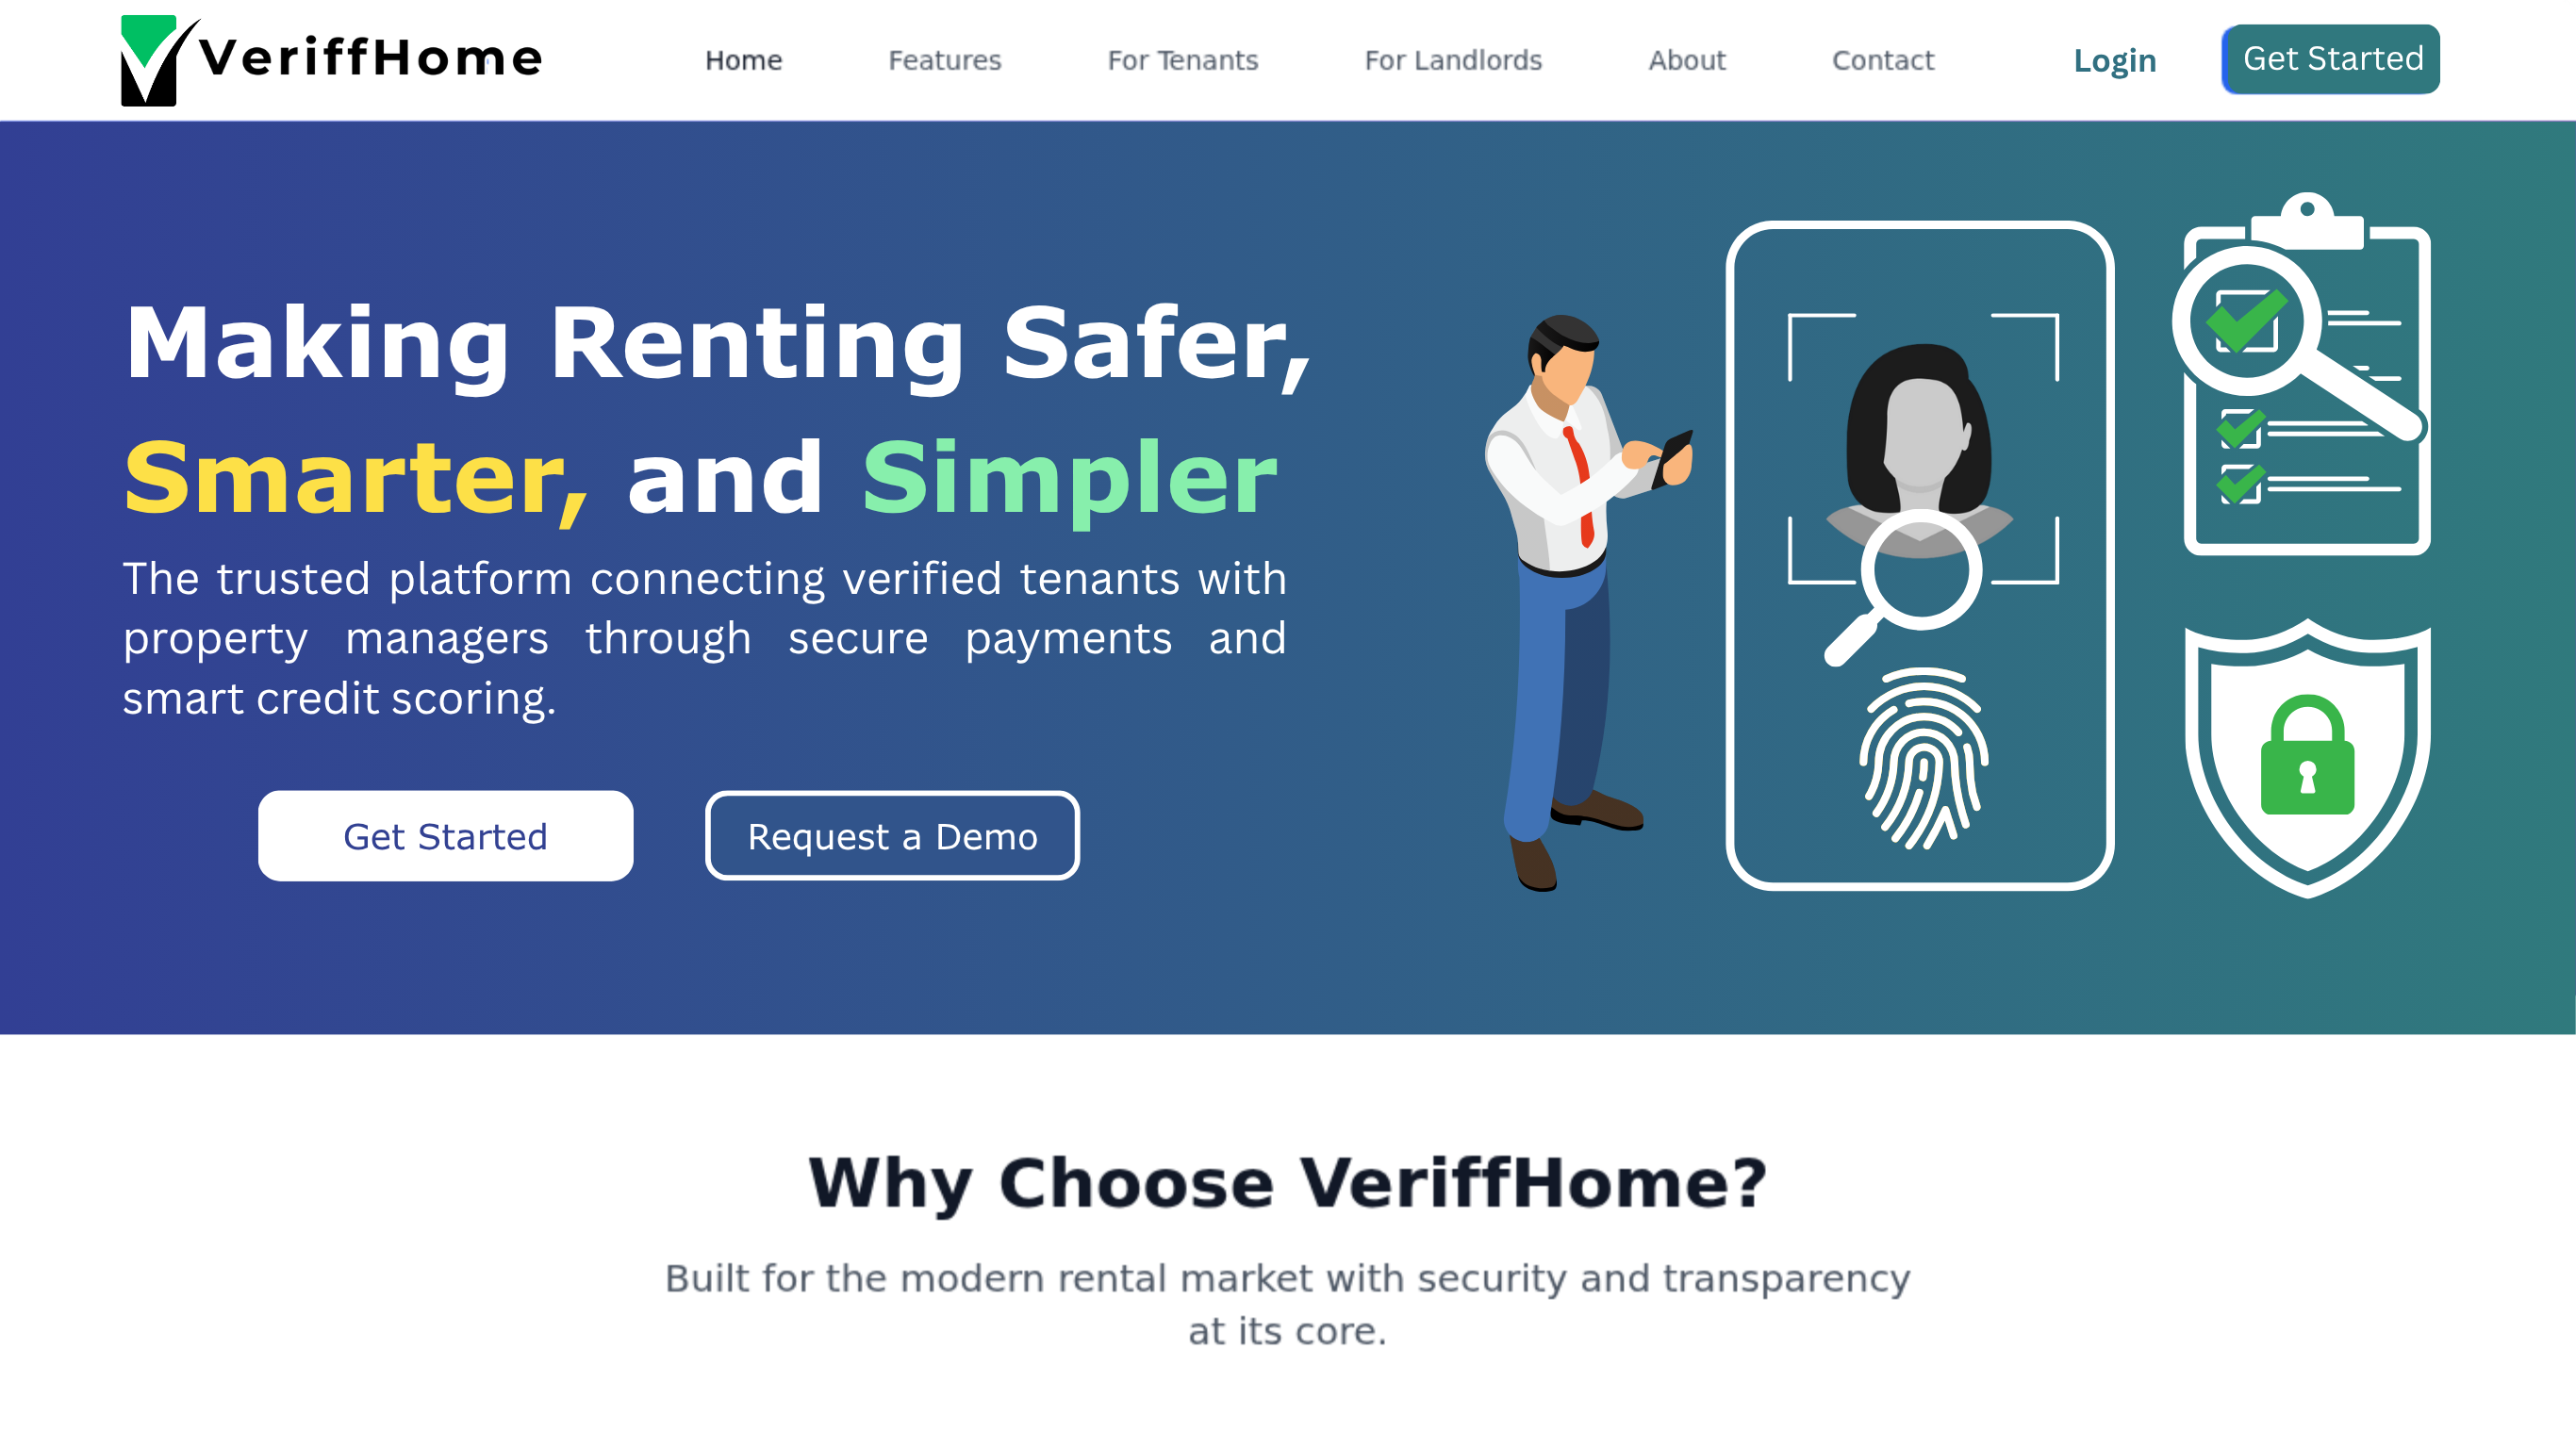 VeriffHome
Home
Features
For Tenants
For Landlords
About
Contact
Login
Get Started
Making Renting Safer,
Smarter, and Simpler
The trusted platform connecting verified tenants with
property managers through secure payments and
smart credit scoring.
Get Started
Request a Demo
Why Choose VeriffHome?
Built for the modern rental market with security and transparency
at its core.